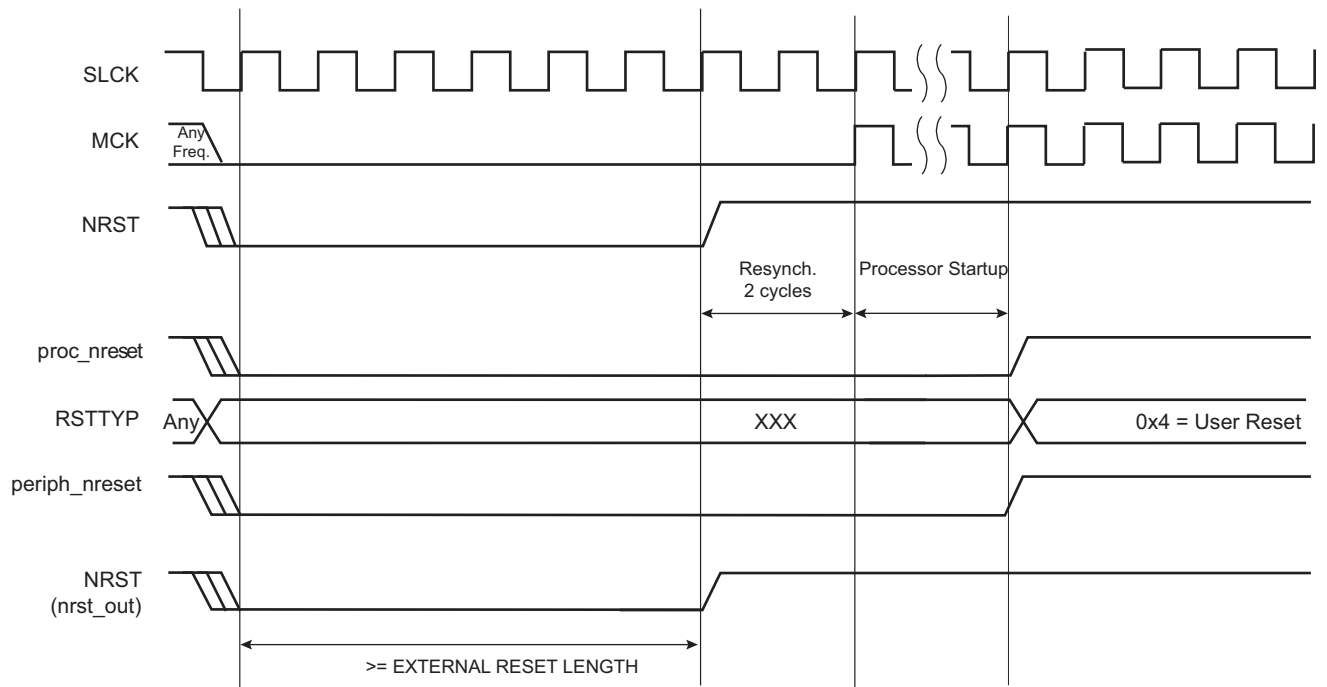 SLCK
MCK
Any
Freq.
NRST
Resynch.
2 cycles
Processor Startup
proc_nreset
RSTTYP
Any
XXX
0x4 = User Reset
periph_nreset
NRST
(nrst_out)
>= EXTERNAL RESET LENGTH